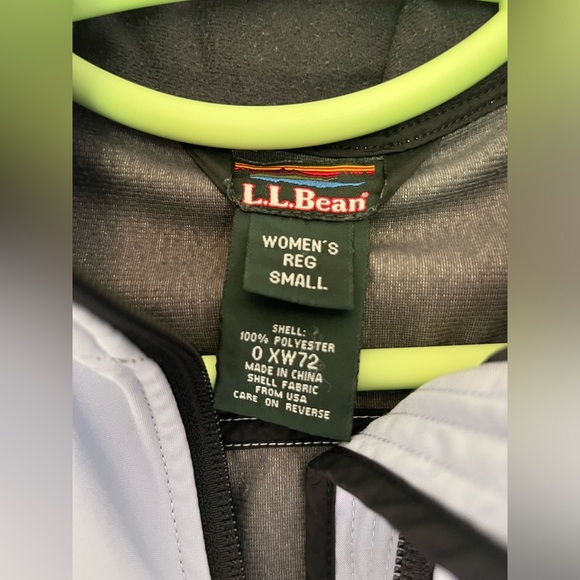 L.L.Bean®
WOMEN'S
REG
SMALL
SHELL:
100% POLYESTER
0 XW72
MADE IN CHINA
SHELL FABRIC
FROM USA
CARE ON REVERSE